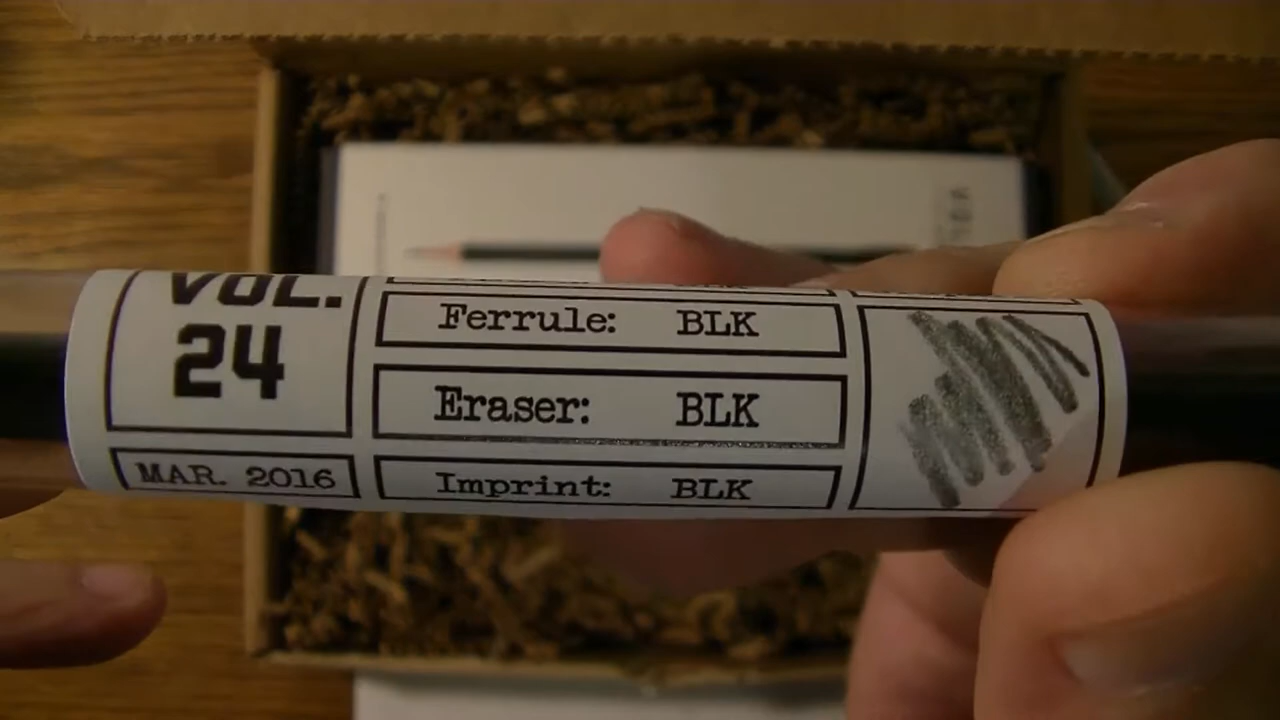 VOL.
24
MAR. 2016
Ferrule: BLK
Eraser: BLK
Imprint: BLK